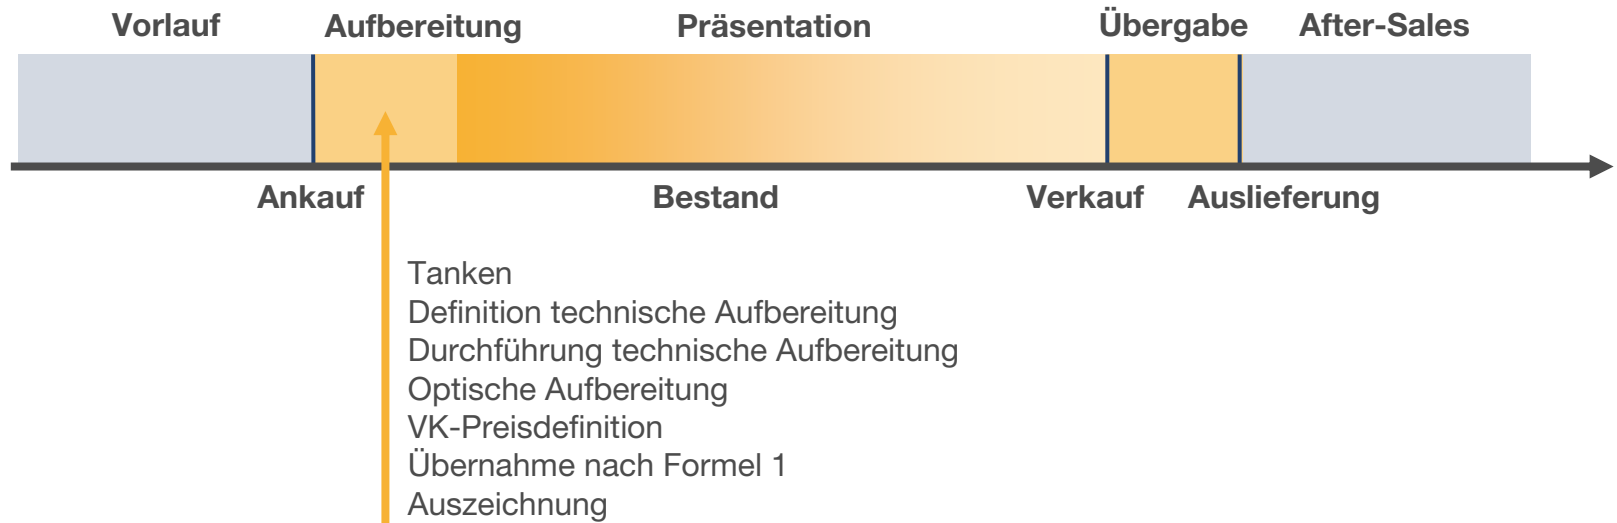 Vorlauf Aufbereitung Präsentation Übergabe After-Sales
Ankauf Bestand Verkauf Auslieferung
Tanken
Definition technische Aufbereitung
Durchführung technische Aufbereitung
Optische Aufbereitung
VK-Preisdefinition
Übernahme nach Formel 1
Auszeichnung